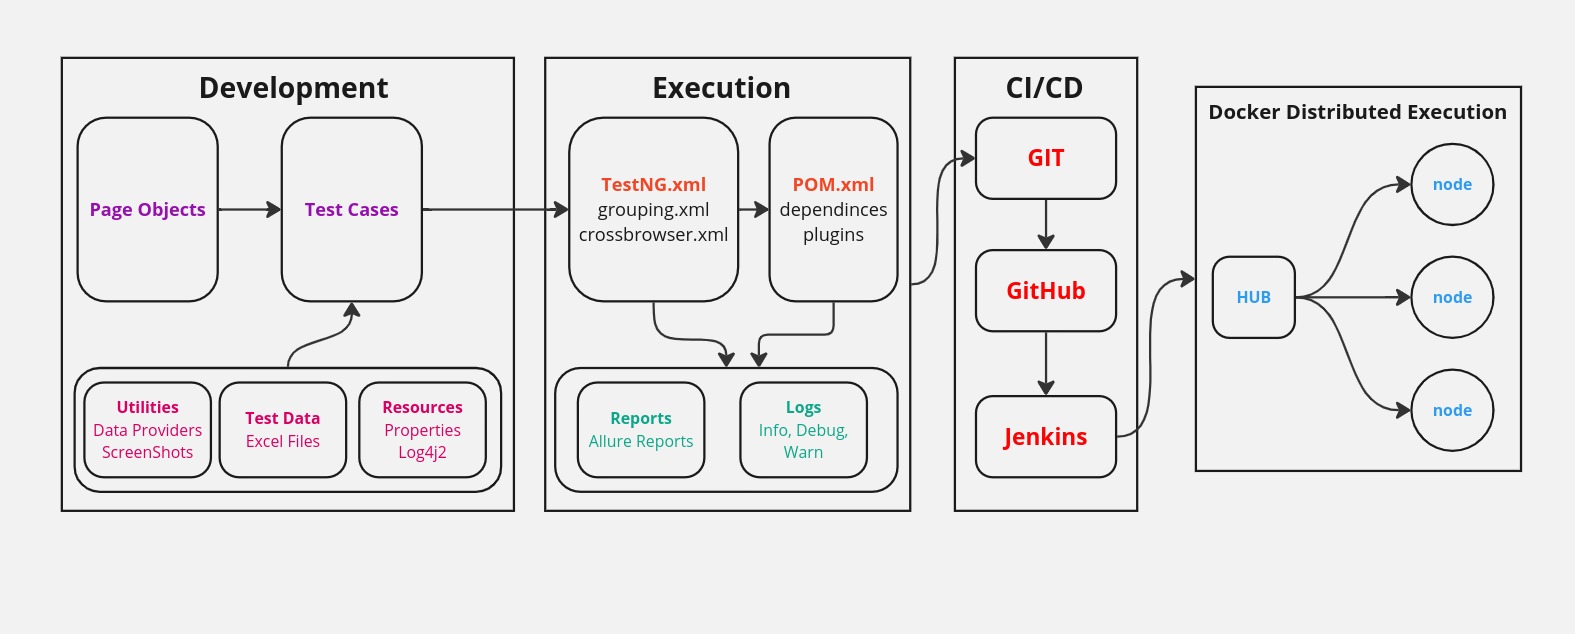 Development
Page Objects
Test Cases
Utilities
Data Providers
ScreenShots
Test Data
Excel Files
Resources
Properties
Log4j2
Execution
TestNG.xml
grouping.xml
crossbrowser.xml
POM.xml
dependinces
plugins
Reports
Allure Reports
Logs
Info, Debug,
Warn
CI/CD
GIT
GitHub
Jenkins
Docker Distributed Execution
HUB
node
node
node